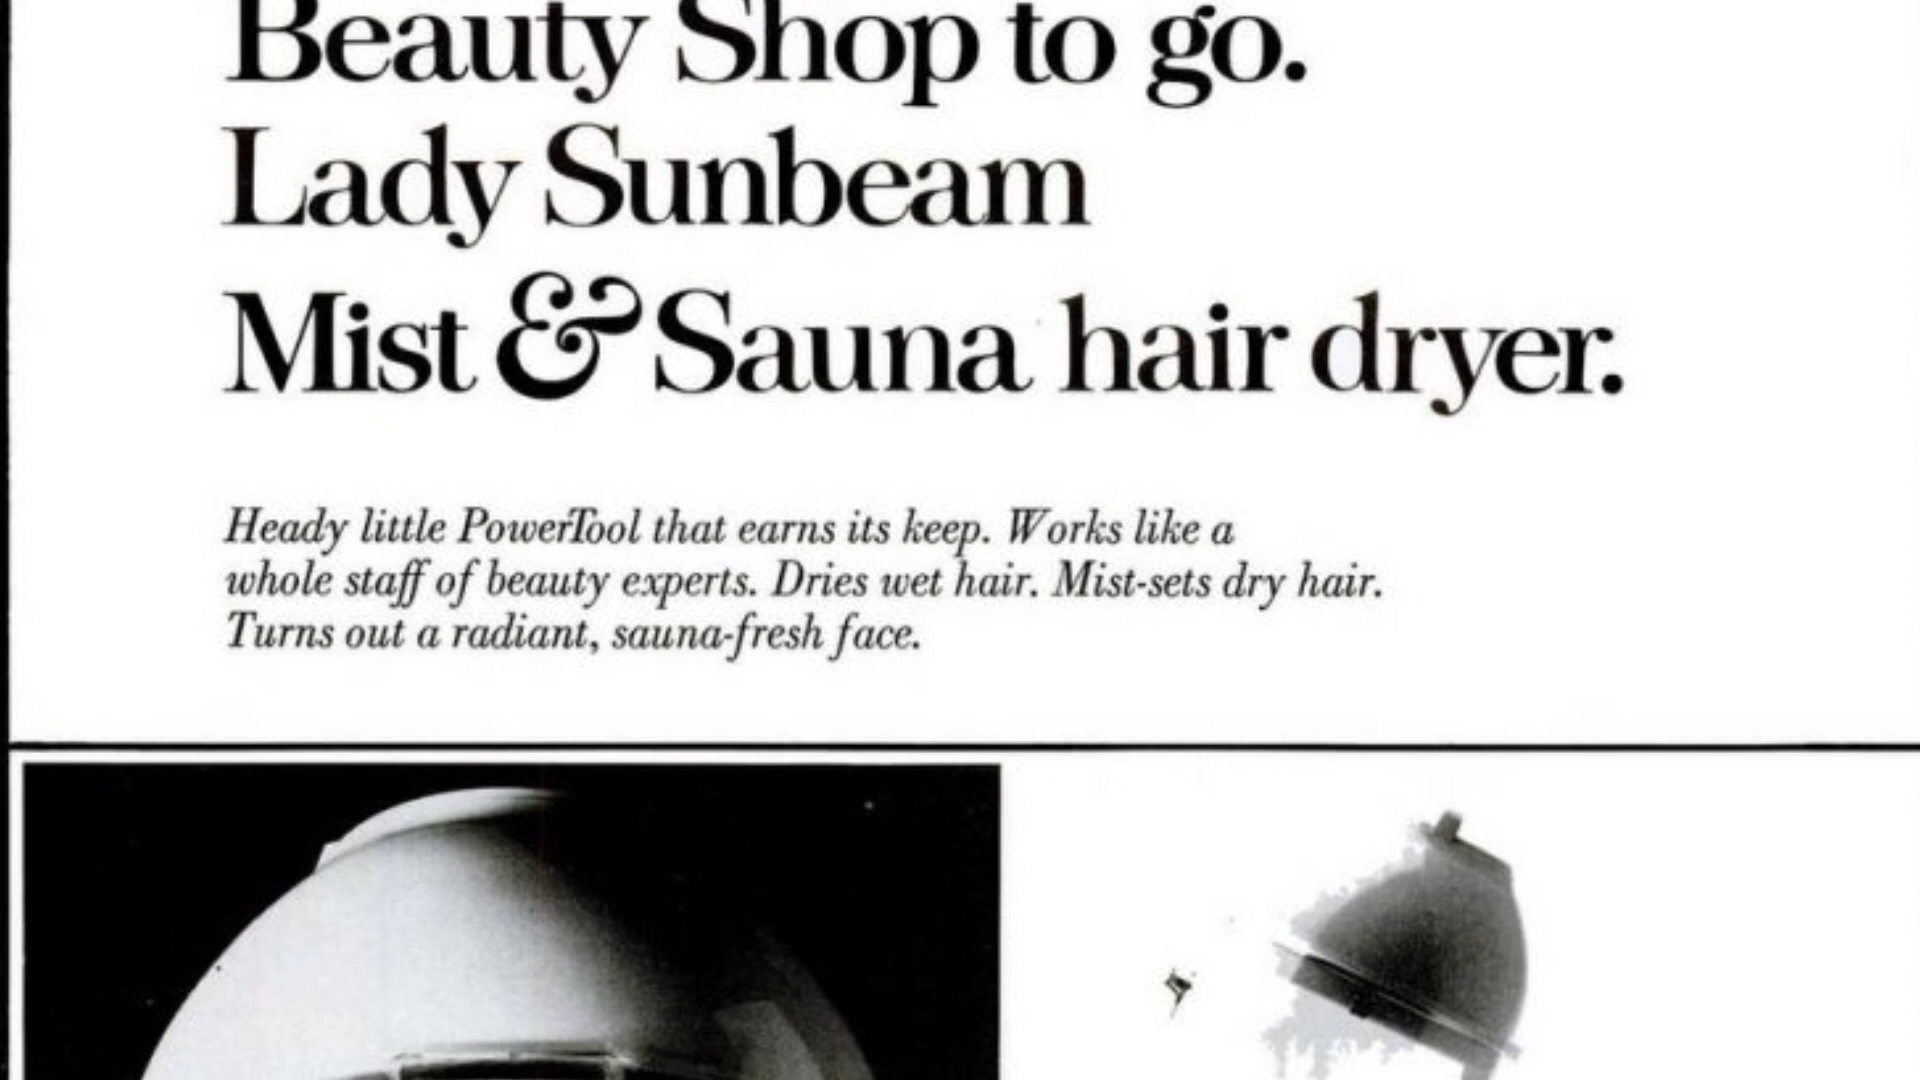 Beauty Shop to go.
Lady Sunbeam
Mist & Sauna hair dryer.
Heady little PowerTool that earns its keep. Works like a
whole staff of beauty experts. Dries wet hair. Mist-sets dry hair.
Turns out a radiant, sauna-fresh face.